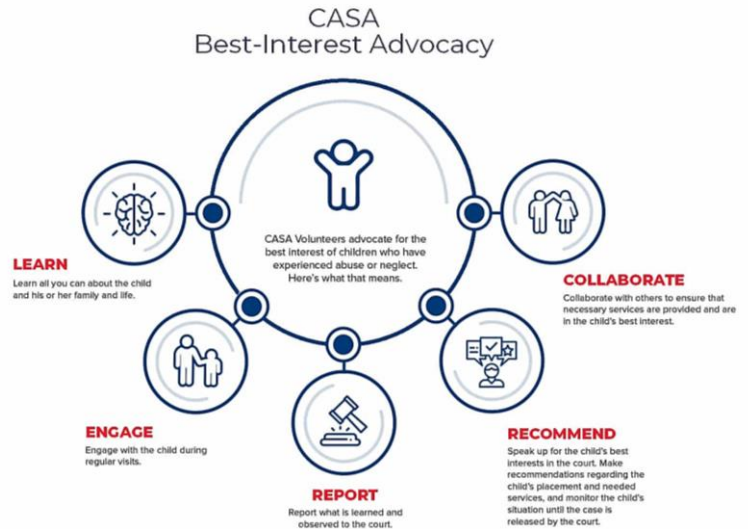 CASA
Best-Interest Advocacy
CASA Volunteers advocate for the
best interest of children who have
experienced abuse or neglect.
Here's what that means.
LEARN
Learn all you can about the child
and his or her family and life.
ENGAGE
Engage with the child during
regular visits.
REPORT
Report what is learned and
observed to the court.
RECOMMEND
Speak up for the child's best
interests in the court. Make
recommendations regarding the
child's placement and needed
services, and monitor the child's
situation until the case is
released by the court.
COLLABORATE
Collaborate with others to ensure that
necessary services are provided and are
in the child's best interest.